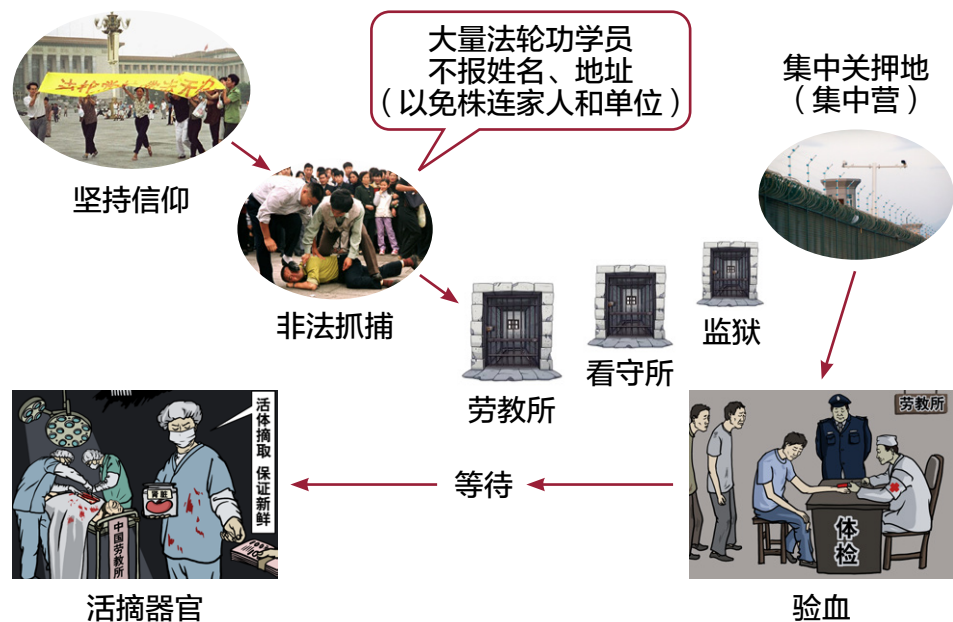 大量法轮功学员
不报姓名、地址
（以免株连家人和单位）
集中关押地
（集中营）
坚持信仰
非法抓捕
监狱
看守所
劳教所
活体摘取 保证新鲜
肾脏
中国劳教所
等待
劳教所
体检
活摘器官
验血